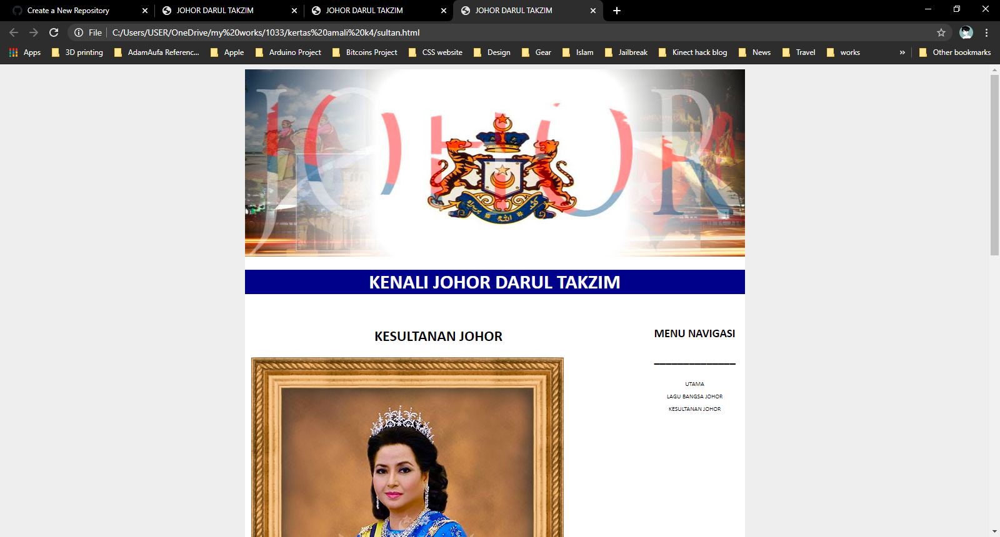 Create a New Repository
JOHOR DARUL TAKZIM
JOHOR DARUL TAKZIM
JOHOR DARUL TAKZIM
File
C:/Users/USER/OneDrive/my%20works/1033/kertas%20amali%20k4/sultan.html
Apps
3D printing
AdamAufa Referenc...
Apple
Arduino Project
Bitcoins Project
CSS website
Design
Gear
Islam
Jailbreak
Kinect hack blog
News
Travel
works
»
Other bookmarks
JOHOR
KENALI JOHOR DARUL TAKZIM
KESULTANAN JOHOR
MENU NAVIGASI
______________
UTAMA
LAGU BANGSA JOHOR
KESULTANAN JOHOR